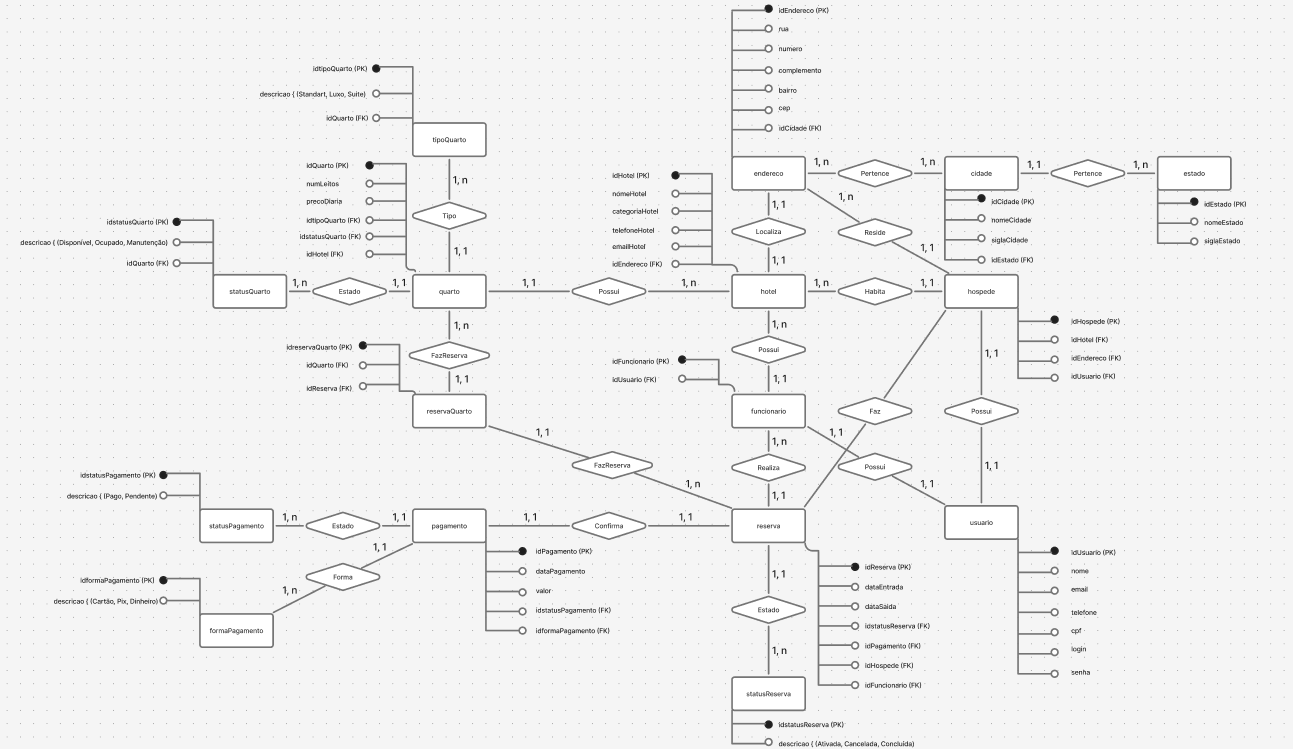 idEndereco (PK)
rua
numero
complemento
bairro
cep
idCidade (FK)
idtipoQuarto (PK)
descricao { (Standart, Luxo, Suite)
idQuarto (FK)
tipoQuarto
1, n
Tipo
1, 1
idQuarto (PK)
numLeitos
precoDiaria
idtipoQuarto (FK)
idstatusQuarto (FK)
idHotel (FK)
idHotel (PK)
nomeHotel
categoriaHotel
telefoneHotel
emailHotel
idEndereco (FK)
endereco
1, n
Pertence
1, n
cidade
1, 1
Pertence
1, n
estado
idCidade (PK)
nomeCidade
siglaCidade
idEstado (FK)
idEstado (PK)
nomeEstado
siglaEstado
1, 1
Localiza
1, 1
Reside
1, 1
idstatusQuarto (PK)
descricao { (Disponível, Ocupado, Manutenção)
idQuarto (FK)
statusQuarto
1, n
Estado
1, 1
quarto
1, 1
Possui
1, n
hotel
1, n
Habita
1, 1
hospede
idHospede (PK)
idHotel (FK)
idEndereco (FK)
idUsuario (FK)
1, n
FazReserva
1, 1
idreservaQuarto (PK)
idQuarto (FK)
idReserva (FK)
reservaQuarto
1, n
Possui
1, 1
idFuncionario (PK)
idUsuario (FK)
funcionario
1, 1
Possui
1, 1
Faz
1, 1
FazReserva
1, n
1, n
Realiza
1, 1
1, 1
Possui
1, 1
idstatusPagamento (PK)
descricao { (Pago, Pendente)
statusPagamento
1, n
Estado
1, 1
pagamento
1, 1
Confirma
1, 1
reserva
usuario
1, 1
Forma
1, n
idformaPagamento (PK)
descricao { (Cartão, Pix, Dinheiro)
formaPagamento
idPagamento (PK)
dataPagamento
valor
idstatusPagamento (FK)
idformaPagamento (FK)
1, 1
Estado
1, n
idReserva (PK)
dataEntrada
dataSaida
idstatusReserva (FK)
idPagamento (FK)
idHospede (FK)
idFuncionario (FK)
idUsuario (PK)
nome
email
telefone
cpf
login
senha
statusReserva
idstatusReserva (PK)
descricao { (Ativada, Cancelada, Concluída)